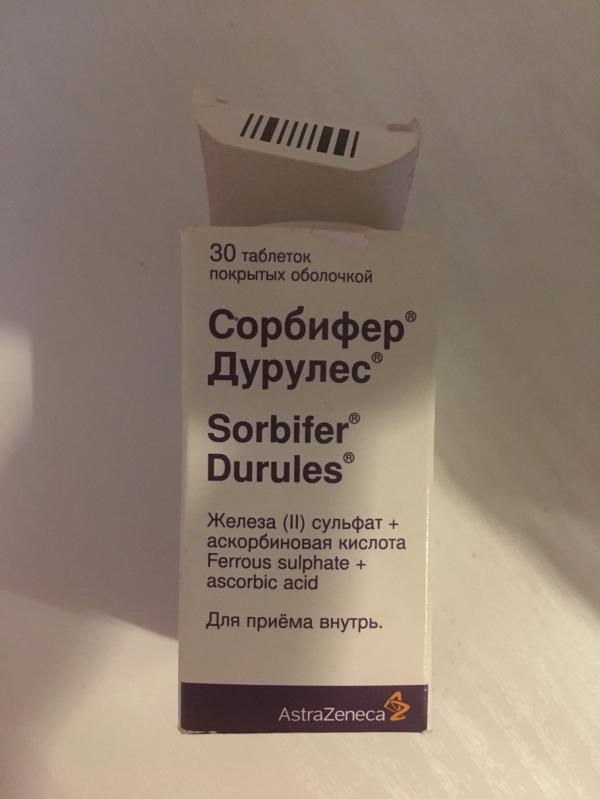 30 таблеток
покрытых оболочкой
Сорбифер®
Дурулес®
Sorbifer®
Durules®
Железа (II) сульфат +
аскорбиновая кислота
Ferrous sulphate +
ascorbic acid
Для приёма внутрь.
AstraZeneca